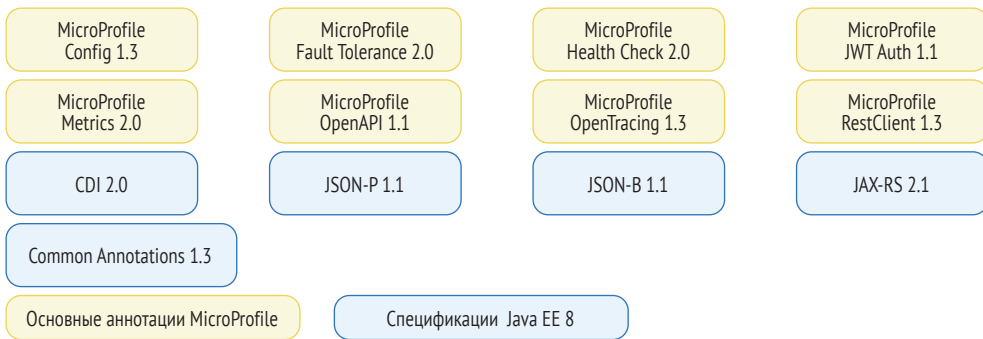 MicroProfile
Config 1.3
MicroProfile
Fault Tolerance 2.0
MicroProfile
Health Check 2.0
MicroProfile
JWT Auth 1.1
MicroProfile
Metrics 2.0
MicroProfile
OpenAPI 1.1
MicroProfile
OpenTracing 1.3
MicroProfile
RestClient 1.3
CDI 2.0
JSON-P 1.1
JSON-B 1.1
JAX-RS 2.1
Common Annotations 1.3
Основные аннотации MicroProfile
Спецификации Java EE 8